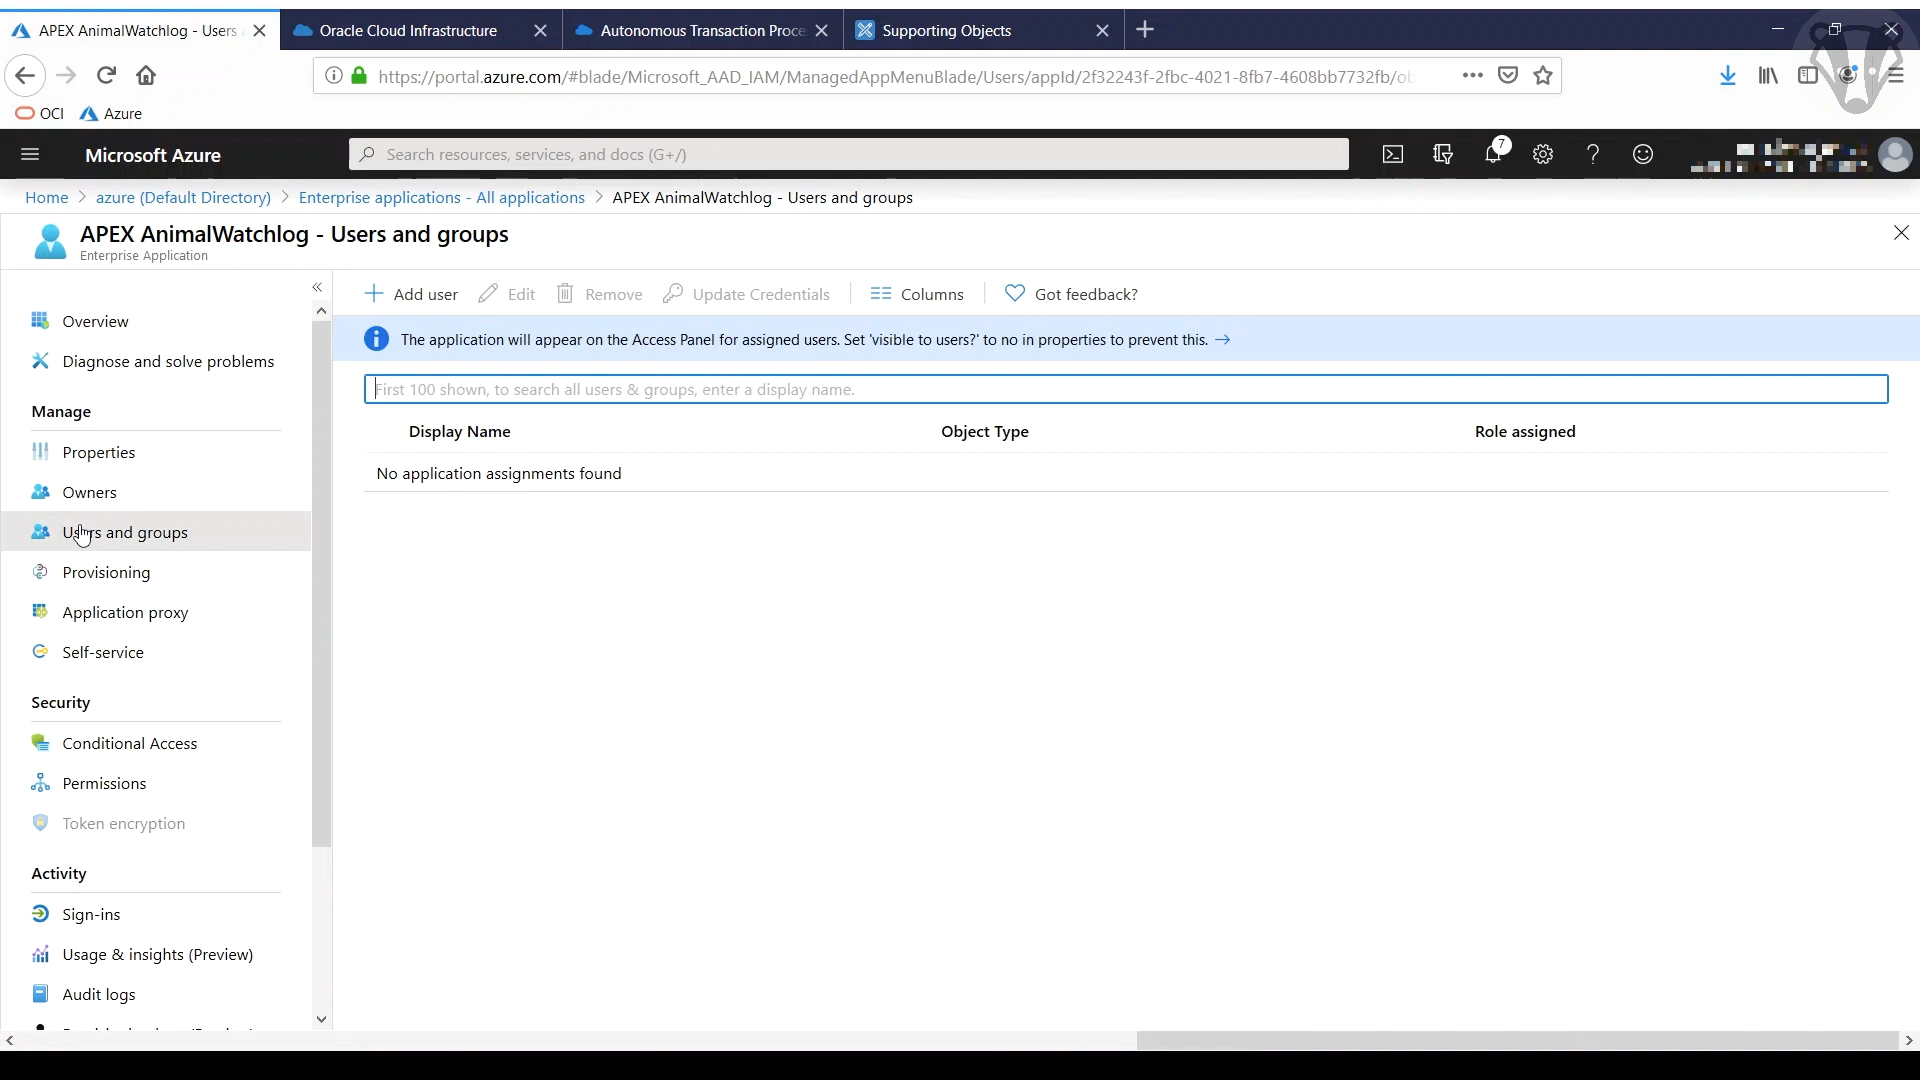 APEX AnimalWatchlog - Users
Oracle Cloud Infrastructure
Autonomous Transaction Proce
Supporting Objects
https://portal.azure.com/#blade/Microsoft_AAD_IAM/ManagedAppMenuBlade/Users/appId/2f32243f-2fbc-4021-8fb7-4608bb7732fb/ob
OCI
Azure
Microsoft Azure
Search resources, services, and docs (G+/)
7
Home > azure (Default Directory) > Enterprise applications - All applications > APEX AnimalWatchlog - Users and groups
APEX AnimalWatchlog - Users and groups
Enterprise Application
Overview
Diagnose and solve problems
Manage
Properties
Owners
Users and groups
Provisioning
Application proxy
Self-service
Security
Conditional Access
Permissions
Token encryption
Activity
Sign-ins
Usage & insights (Preview)
Audit logs
Add user
Edit
Remove
Update Credentials
Columns
Got feedback?
The application will appear on the Access Panel for assigned users. Set 'visible to users?' to no in properties to prevent this. →
First 100 shown, to search all users & groups, enter a display name.
Display Name
Object Type
Role assigned
No application assignments found